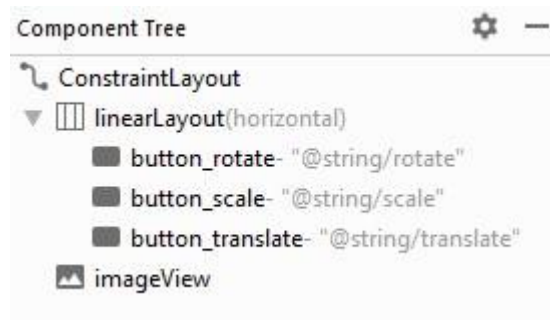 Component Tree
ConstraintLayout
linearLayout(horizontal)
button_rotate- "@string/rotate"
button_scale- "@string/scale"
button_translate- "@string/translate"
imageView